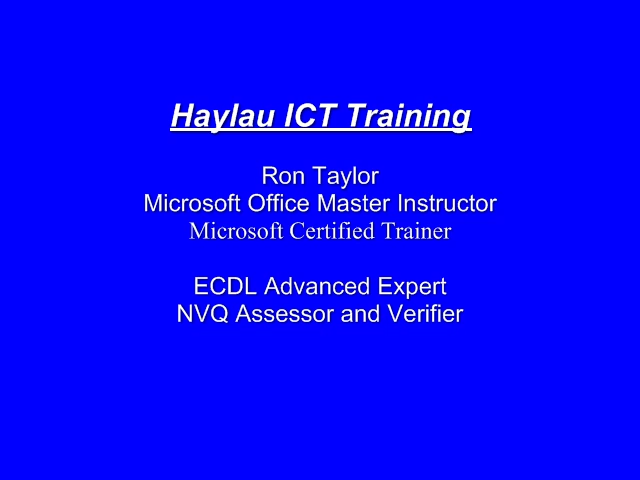 Haylau ICT Training
Ron Taylor
Microsoft Office Master Instructor
Microsoft Certified Trainer
ECDL Advanced Expert
NVQ Assessor and Verifier